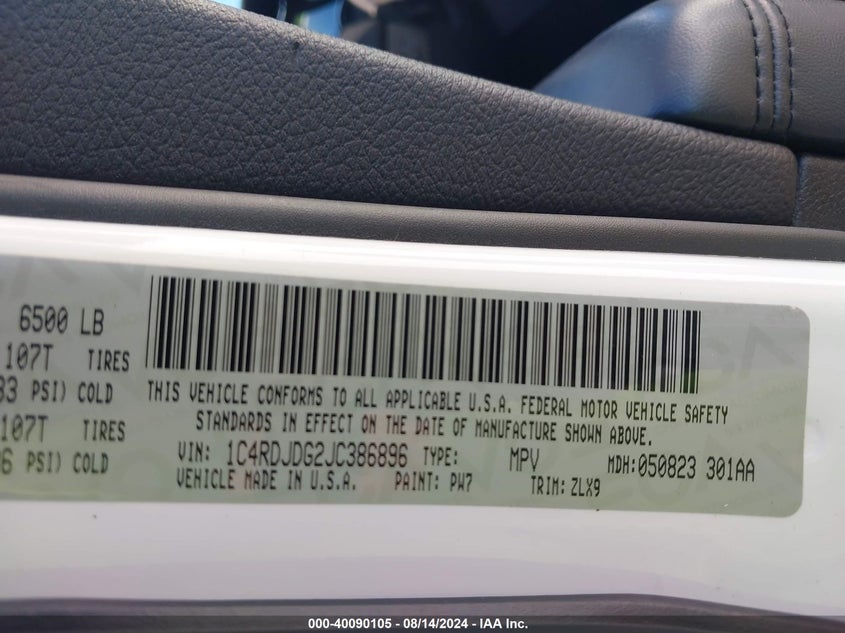 6500 LB
107T TIRES
PSI) COLD
107T TIRES
PSI) COLD
THIS VEHICLE CONFORMS TO ALL APPLICABLE U.S.A. FEDERAL MOTOR VEHICLE SAFETY
STANDARDS IN EFFECT ON THE DATE OF MANUFACTURE SHOWN ABOVE.
VIN: 1C4RDJDG2JC386896 TYPE: MPV MDH:050823 301AA
VEHICLE MADE IN U.S.A. PAINT: PW7 TRIM: ZLX9
000-40090105 - 08/14/2024 - IAA Inc.